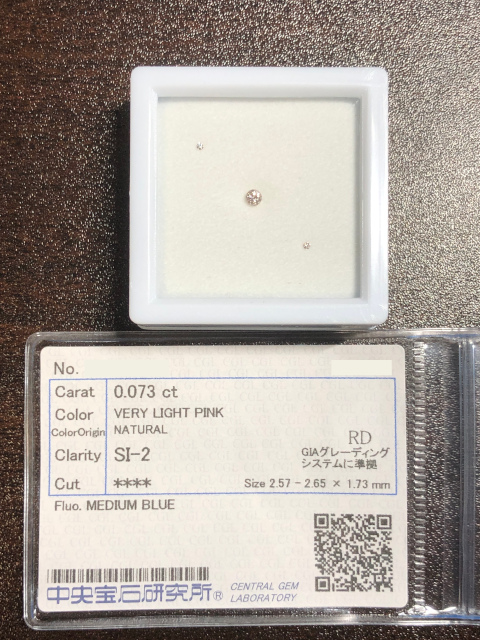 No.
Carat 0.073 ct
Color VERY LIGHT PINK
ColorOrigin NATURAL
Clarity SI-2
RD
GIAグレーディング
システムに準拠
Cut ****
Size 2.57 - 2.65 × 1.73 mm
Fluo. MEDIUM BLUE
中央宝石研究所® CENTRAL GEM
LABORATORY